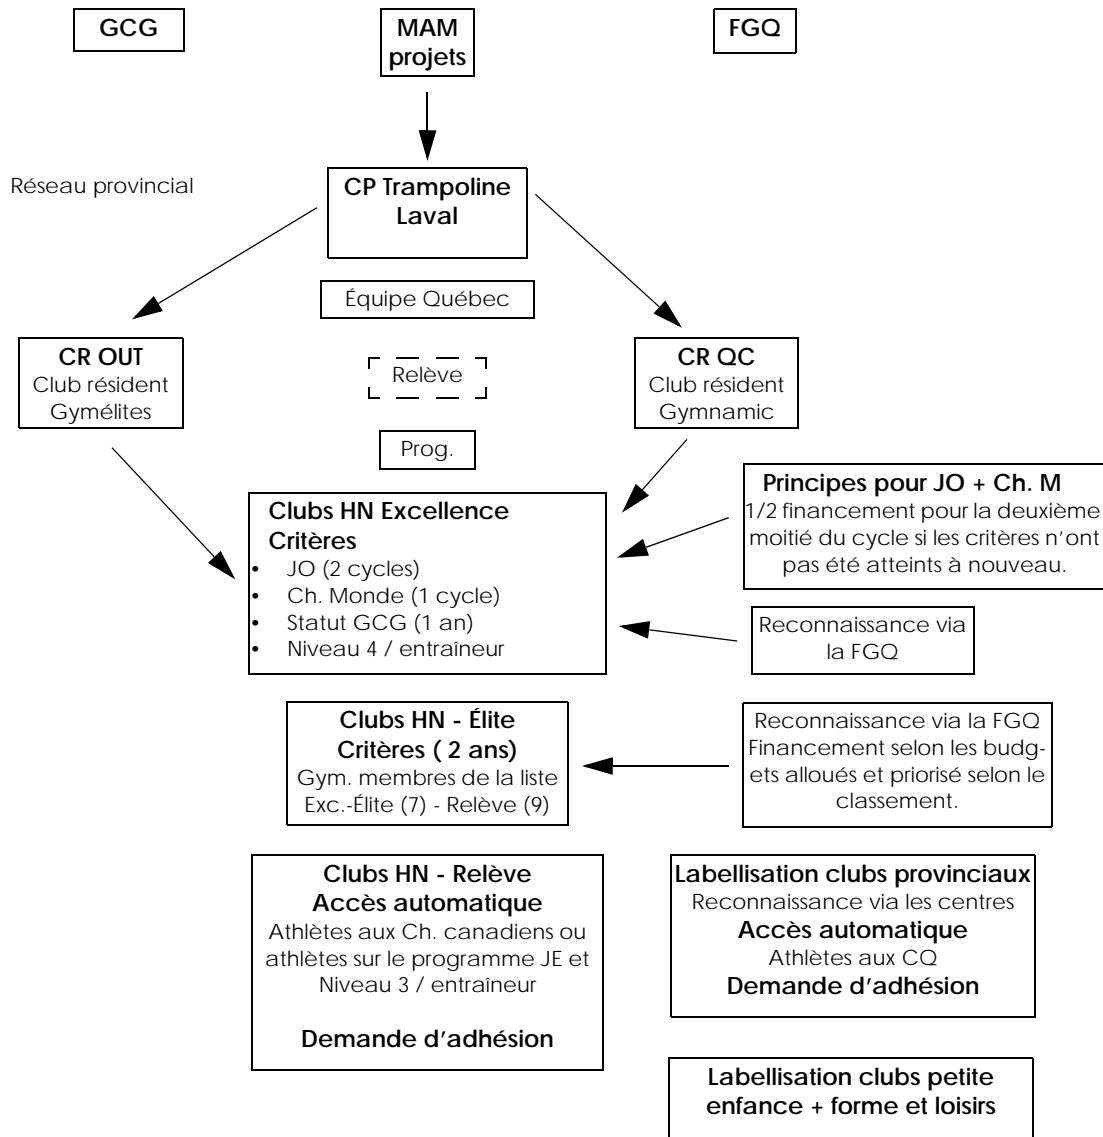 GCG
MAM
projets
FGQ
Réseau provincial
CP Trampoline
Laval
Équipe Québec
CR OUT
Club résident
Gymélites
Relève
CR QC
Club résident
Gymnamic
Prog.
Clubs HN Excellence
Critères
• JO (2 cycles)
• Ch. Monde (1 cycle)
• Statut GCG (1 an)
• Niveau 4 / entraîneur
Principes pour JO + Ch. M
1/2 financement pour la deuxième
moitié du cycle si les critères n'ont
pas été atteints à nouveau.
Reconnaissance via
la FGQ
Clubs HN - Élite
Critères ( 2 ans)
Gym. membres de la liste
Exc.-Élite (7) - Relève (9)
Reconnaissance via la FGQ
Financement selon les budg-
ets alloués et priorisé selon le
classement.
Clubs HN - Relève
Accès automatique
Athlètes aux Ch. canadiens ou
athlètes sur le programme JE et
Niveau 3 / entraîneur
Demande d'adhésion
Labellisation clubs provinciaux
Reconnaissance via les centres
Accès automatique
Athlètes aux CQ
Demande d'adhésion
Labellisation clubs petite
enfance + forme et loisirs